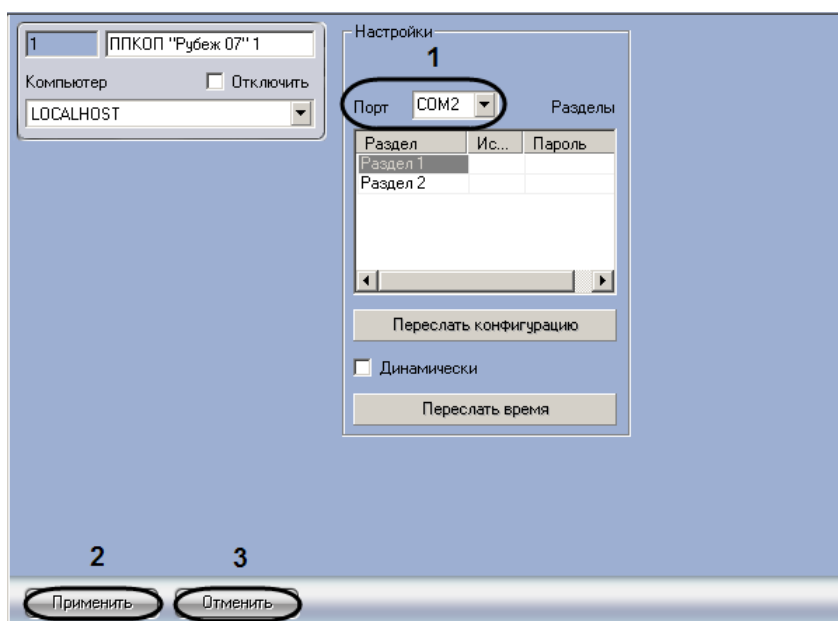 1 ППКОП "Рубеж 07" 1
Компьютер Отключить
LOCALHOST
Настройки
1
Порт COM2 Разделы
Раздел Ис... Пароль
Раздел 1
Раздел 2
Переслать конфигурацию
Динамически
Переслать время
2 3
Применить Отменить